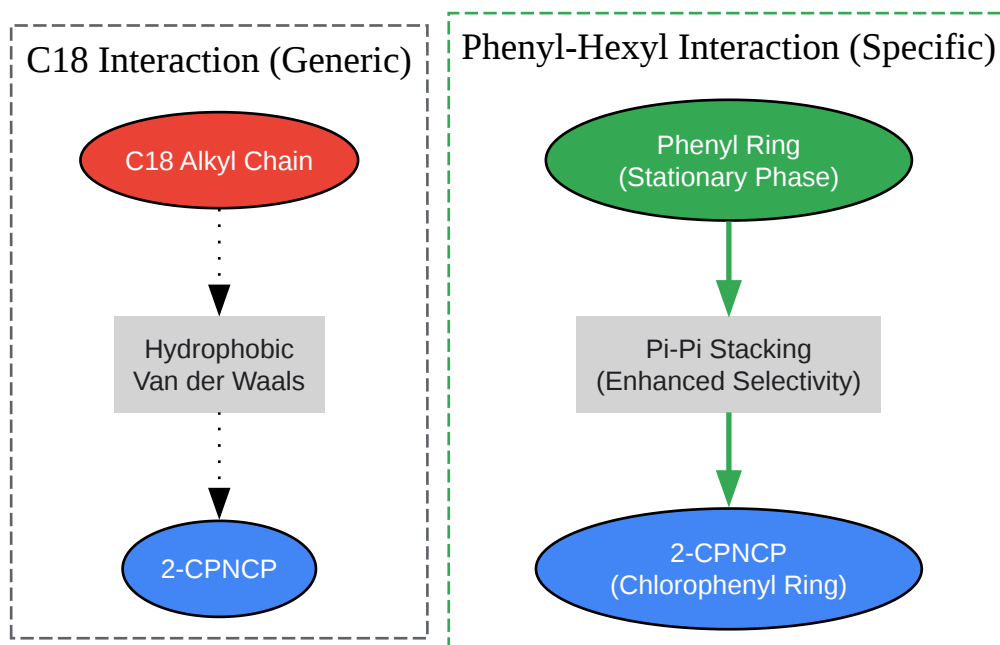 C18 Interaction (Generic)
C18 Alkyl Chain
Hydrophobic
Van der Waals
2-CPNCP
Phenyl-Hexyl Interaction (Specific)
Phenyl Ring
(Stationary Phase)
Pi-Pi Stacking
(Enhanced Selectivity)
2-CPNCP
(Chlorophenyl Ring)